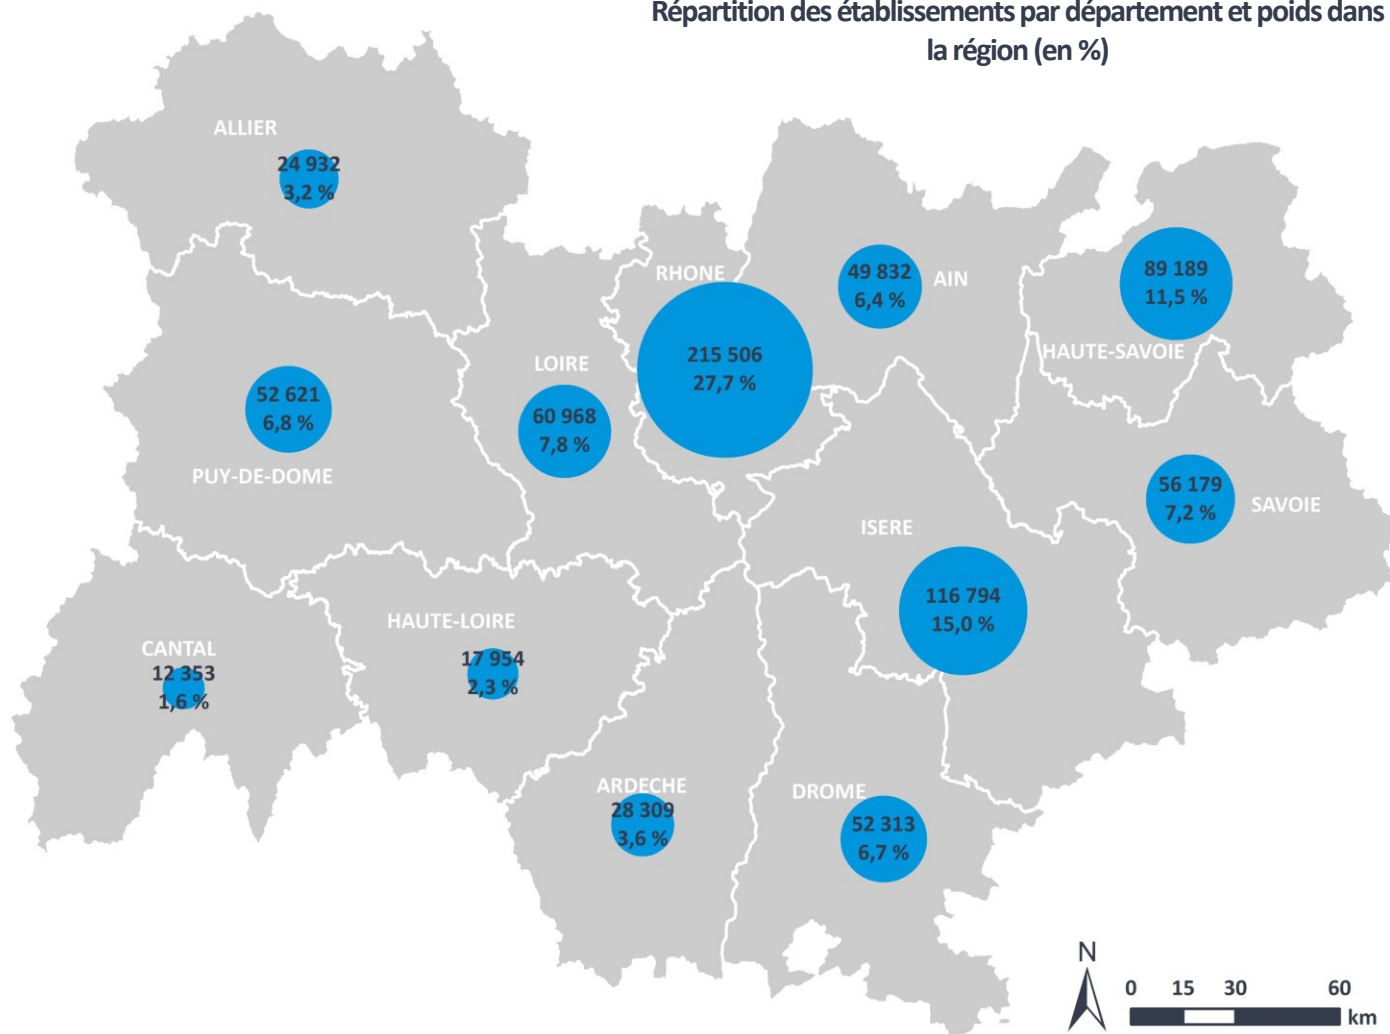 Répartition des établissements par département et poids dans
la région (en %)
ALLIER
24 932
3,2 %
RHONE
215 506
27,7 %
49 832
6,4 %
AIN
89 189
11,5 %
HAUTE-SAVOIE
LOIRE
60 968
7,8 %
52 621
6,8 %
PUY-DE-DOME
56 179
7,2 %
SAVOIE
ISERE
116 794
15,0 %
HAUTE-LOIRE
17 954
2,3 %
CANTAL
12 353
1,6 %
ARDECHE
28 309
3,6 %
DROME
52 313
6,7 %
N
0 15 30 60
km